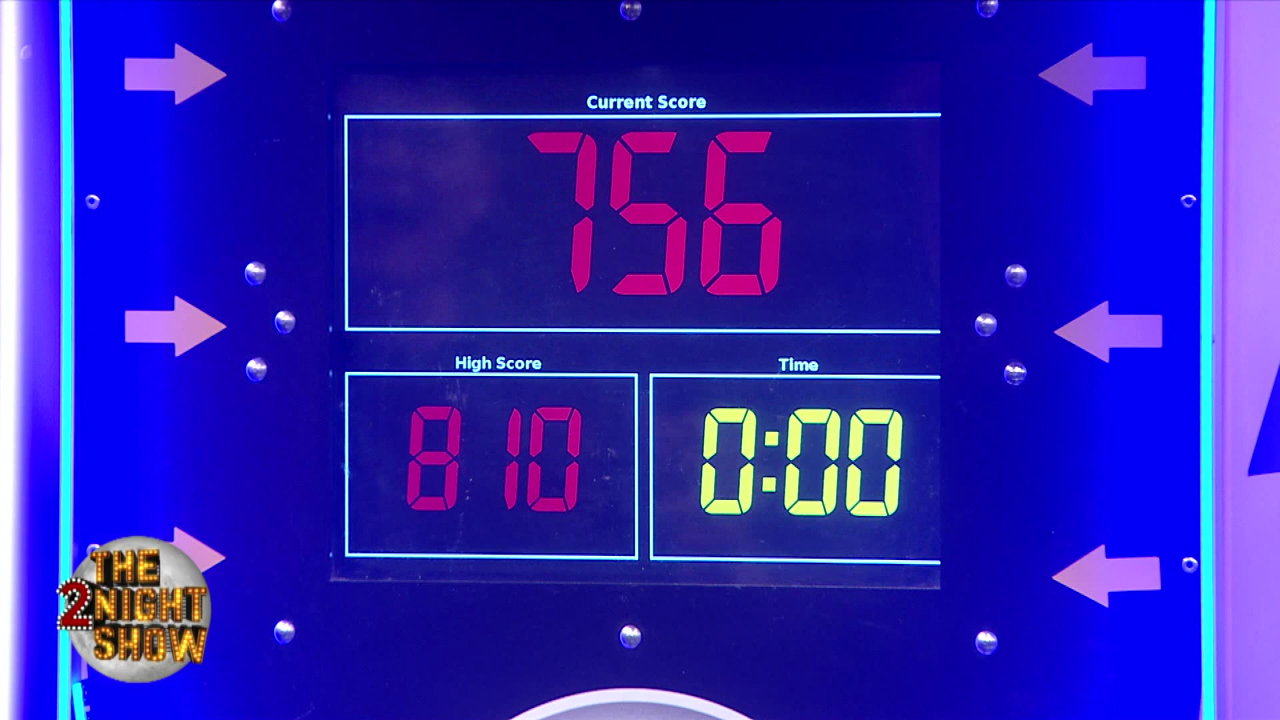 Current Score
756
High Score
Time
810
0:00
THE
2NIGHT
SHOW